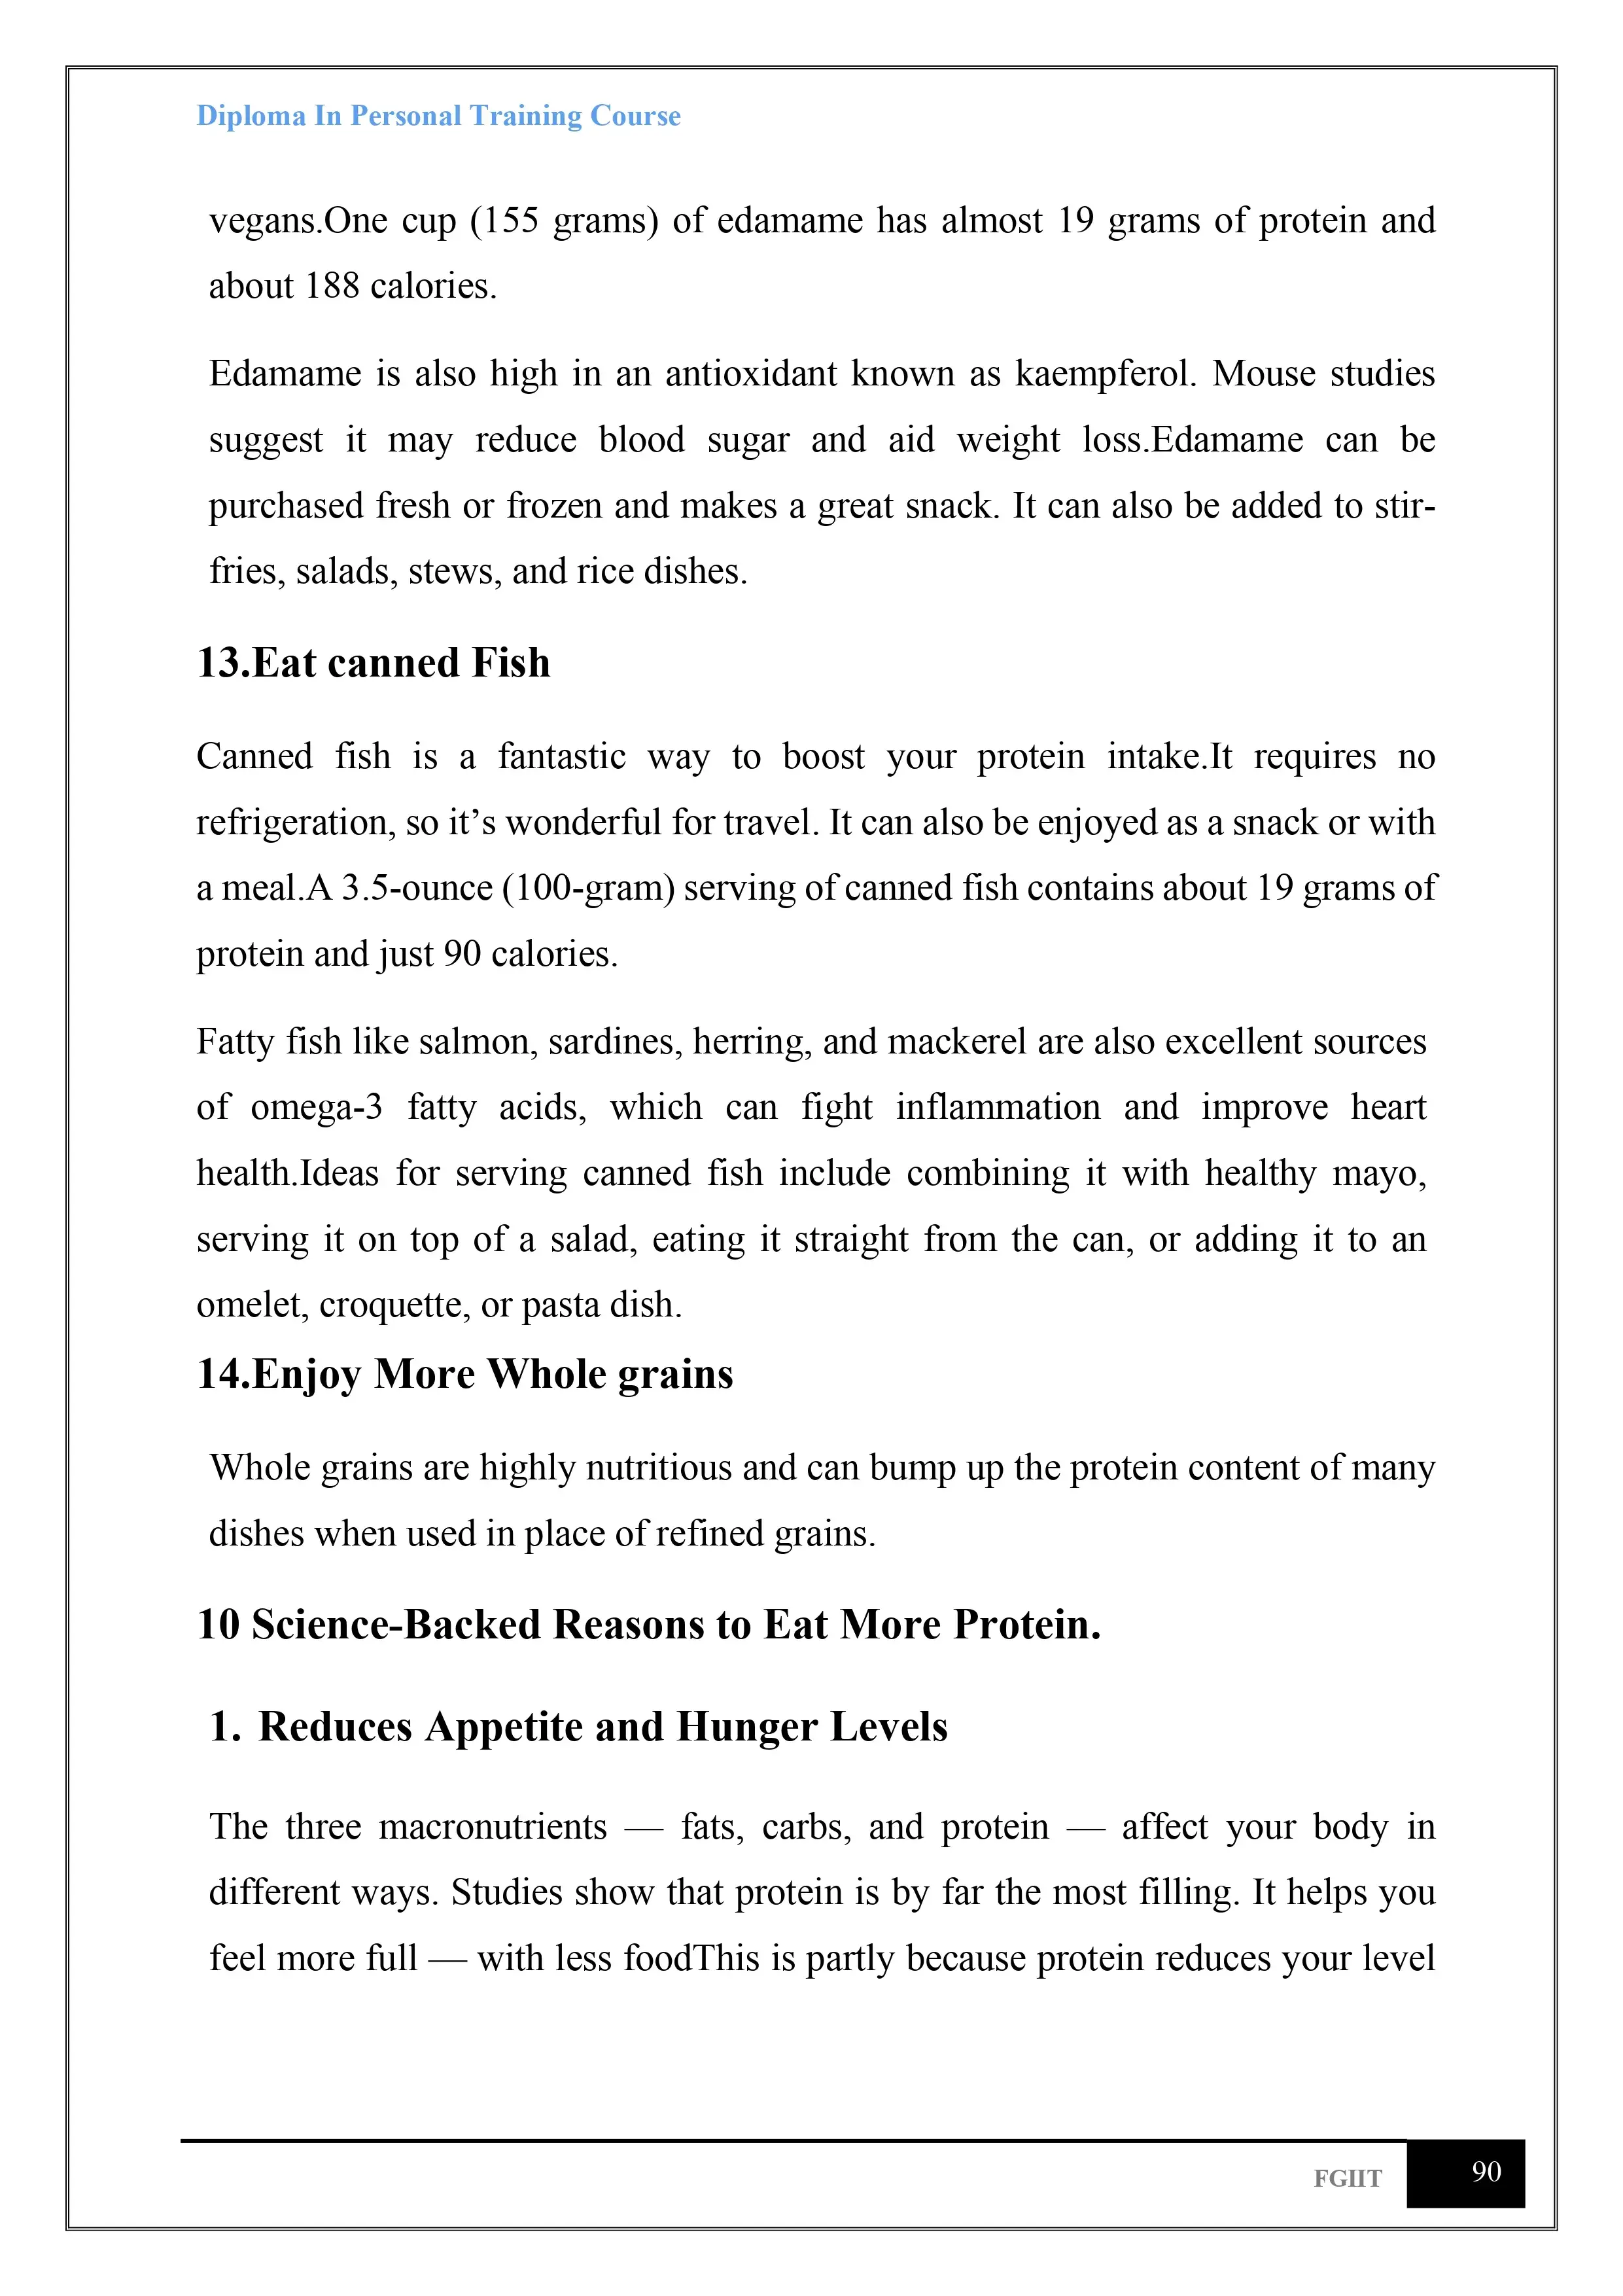 Diploma In Personal Training Course
vegans.One cup (155 grams) of edamame has almost 19 grams of protein and
about 188 calories.
Edamame is also high in an antioxidant known as kaempferol. Mouse studies
suggest it may reduce blood sugar and aid weight loss.Edamame can be
purchased fresh or frozen and makes a great snack. It can also be added to stir-
fries, salads, stews, and rice dishes.
13.Eat canned Fish
Canned fish is a fantastic way to boost your protein intake.It requires no
refrigeration, so it’s wonderful for travel. It can also be enjoyed as a snack or with
a meal.A 3.5-ounce (100-gram) serving of canned fish contains about 19 grams of
protein and just 90 calories.
Fatty fish like salmon, sardines, herring, and mackerel are also excellent sources
of omega-3 fatty acids, which can fight inflammation and improve heart
health.Ideas for serving canned fish include combining it with healthy mayo,
serving it on top of a salad, eating it straight from the can, or adding it to an
omelet, croquette, or pasta dish.
14.Enjoy More Whole grains
Whole grains are highly nutritious and can bump up the protein content of many
dishes when used in place of refined grains.
10 Science-Backed Reasons to Eat More Protein.
1. Reduces Appetite and Hunger Levels
The three macronutrients — fats, carbs, and protein — affect your body in
different ways. Studies show that protein is by far the most filling. It helps you
feel more full — with less foodThis is partly because protein reduces your level
FGIIT 90